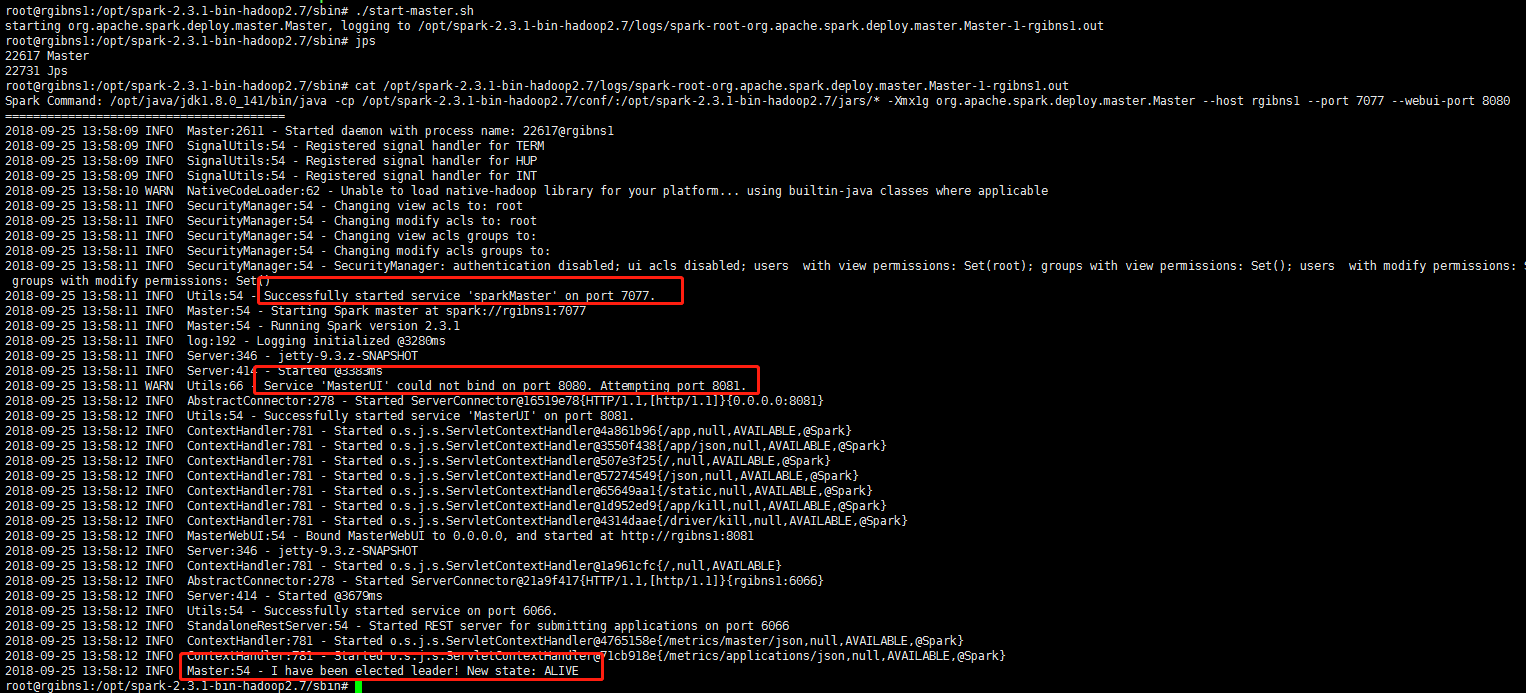 root@rgibns1:/opt/spark-2.3.1-bin-hadoop2.7/sbin# ./start-master.sh
starting org.apache.spark.deploy.master.Master, logging to /opt/spark-2.3.1-bin-hadoop2.7/logs/spark-root-org.apache.spark.deploy.master.Master-1-rgibns1.out
root@rgibns1:/opt/spark-2.3.1-bin-hadoop2.7/sbin# jps
22617 Master
22731 Jps
root@rgibns1:/opt/spark-2.3.1-bin-hadoop2.7/sbin# cat /opt/spark-2.3.1-bin-hadoop2.7/logs/spark-root-org.apache.spark.deploy.master.Master-1-rgibns1.out
Spark Command: /opt/java/jdk1.8.0_141/bin/java -cp /opt/spark-2.3.1-bin-hadoop2.7/conf/:/opt/spark-2.3.1-bin-hadoop2.7/jars/* -Xmx1g org.apache.spark.deploy.master.Master --host rgibns1 --port 7077 --webui-port 8080
========================================
2018-09-25 13:58:09 INFO  Master:2611 - Started daemon with process name: 22617@rgibns1
2018-09-25 13:58:09 INFO  SignalUtils:54 - Registered signal handler for TERM
2018-09-25 13:58:09 INFO  SignalUtils:54 - Registered signal handler for HUP
2018-09-25 13:58:09 INFO  SignalUtils:54 - Registered signal handler for INT
2018-09-25 13:58:10 WARN  NativeCodeLoader:62 - Unable to load native-hadoop library for your platform... using builtin-java classes where applicable
2018-09-25 13:58:11 INFO  SecurityManager:54 - Changing view acls to: root
2018-09-25 13:58:11 INFO  SecurityManager:54 - Changing modify acls to: root
2018-09-25 13:58:11 INFO  SecurityManager:54 - Changing view acls groups to:
2018-09-25 13:58:11 INFO  SecurityManager:54 - Changing modify acls groups to:
2018-09-25 13:58:11 INFO  SecurityManager:54 - SecurityManager: authentication disabled; ui acls disabled; users  with view permissions: Set(root); groups with view permissions: Set(); users  with modify permissions: S
groups with modify permissions: Set()
2018-09-25 13:58:11 INFO  Utils:54 - Successfully started service 'sparkMaster' on port 7077.
2018-09-25 13:58:11 INFO  Master:54 - Starting Spark master at spark://rgibns1:7077
2018-09-25 13:58:11 INFO  Master:54 - Running Spark version 2.3.1
2018-09-25 13:58:11 INFO  log:192 - Logging initialized @3280ms
2018-09-25 13:58:11 INFO  Server:346 - jetty-9.3.z-SNAPSHOT
2018-09-25 13:58:11 INFO  Server:414 - Started @3383ms
2018-09-25 13:58:11 WARN  Utils:66 - Service 'MasterUI' could not bind on port 8080. Attempting port 8081.
2018-09-25 13:58:12 INFO  AbstractConnector:278 - Started ServerConnector@16519e78{HTTP/1.1,[http/1.1]}{0.0.0.0:8081}
2018-09-25 13:58:12 INFO  Utils:54 - Successfully started service 'MasterUI' on port 8081.
2018-09-25 13:58:12 INFO  ContextHandler:781 - Started o.s.j.s.ServletContextHandler@4a861b96{/app,null,AVAILABLE,@Spark}
2018-09-25 13:58:12 INFO  ContextHandler:781 - Started o.s.j.s.ServletContextHandler@3550f438{/app/json,null,AVAILABLE,@Spark}
2018-09-25 13:58:12 INFO  ContextHandler:781 - Started o.s.j.s.ServletContextHandler@507e3f25{/,null,AVAILABLE,@Spark}
2018-09-25 13:58:12 INFO  ContextHandler:781 - Started o.s.j.s.ServletContextHandler@57274549{/json,null,AVAILABLE,@Spark}
2018-09-25 13:58:12 INFO  ContextHandler:781 - Started o.s.j.s.ServletContextHandler@65649aa1{/static,null,AVAILABLE,@Spark}
2018-09-25 13:58:12 INFO  ContextHandler:781 - Started o.s.j.s.ServletContextHandler@1d952ed9{/app/kill,null,AVAILABLE,@Spark}
2018-09-25 13:58:12 INFO  ContextHandler:781 - Started o.s.j.s.ServletContextHandler@4314daae{/driver/kill,null,AVAILABLE,@Spark}
2018-09-25 13:58:12 INFO  MasterWebUI:54 - Bound MasterWebUI to 0.0.0.0, and started at http://rgibns1:8081
2018-09-25 13:58:12 INFO  Server:346 - jetty-9.3.z-SNAPSHOT
2018-09-25 13:58:12 INFO  ContextHandler:781 - Started o.s.j.s.ServletContextHandler@1a961cfc{/,null,AVAILABLE}
2018-09-25 13:58:12 INFO  AbstractConnector:278 - Started ServerConnector@21a9f417{HTTP/1.1,[http/1.1]}{rgibns1:6066}
2018-09-25 13:58:12 INFO  Server:414 - Started @3679ms
2018-09-25 13:58:12 INFO  Utils:54 - Successfully started service on port 6066.
2018-09-25 13:58:12 INFO  StandaloneRestServer:54 - Started REST server for submitting applications on port 6066
2018-09-25 13:58:12 INFO  ContextHandler:781 - Started o.s.j.s.ServletContextHandler@4765158e{/metrics/master/json,null,AVAILABLE,@Spark}
2018-09-25 13:58:12 INFO  ContextHandler:781 - Started o.s.j.s.ServletContextHandler@71cb918e{/metrics/applications/json,null,AVAILABLE,@Spark}
2018-09-25 13:58:12 INFO  Master:54 - I have been elected leader! New state: ALIVE
root@rgibns1:/opt/spark-2.3.1-bin-hadoop2.7/sbin#